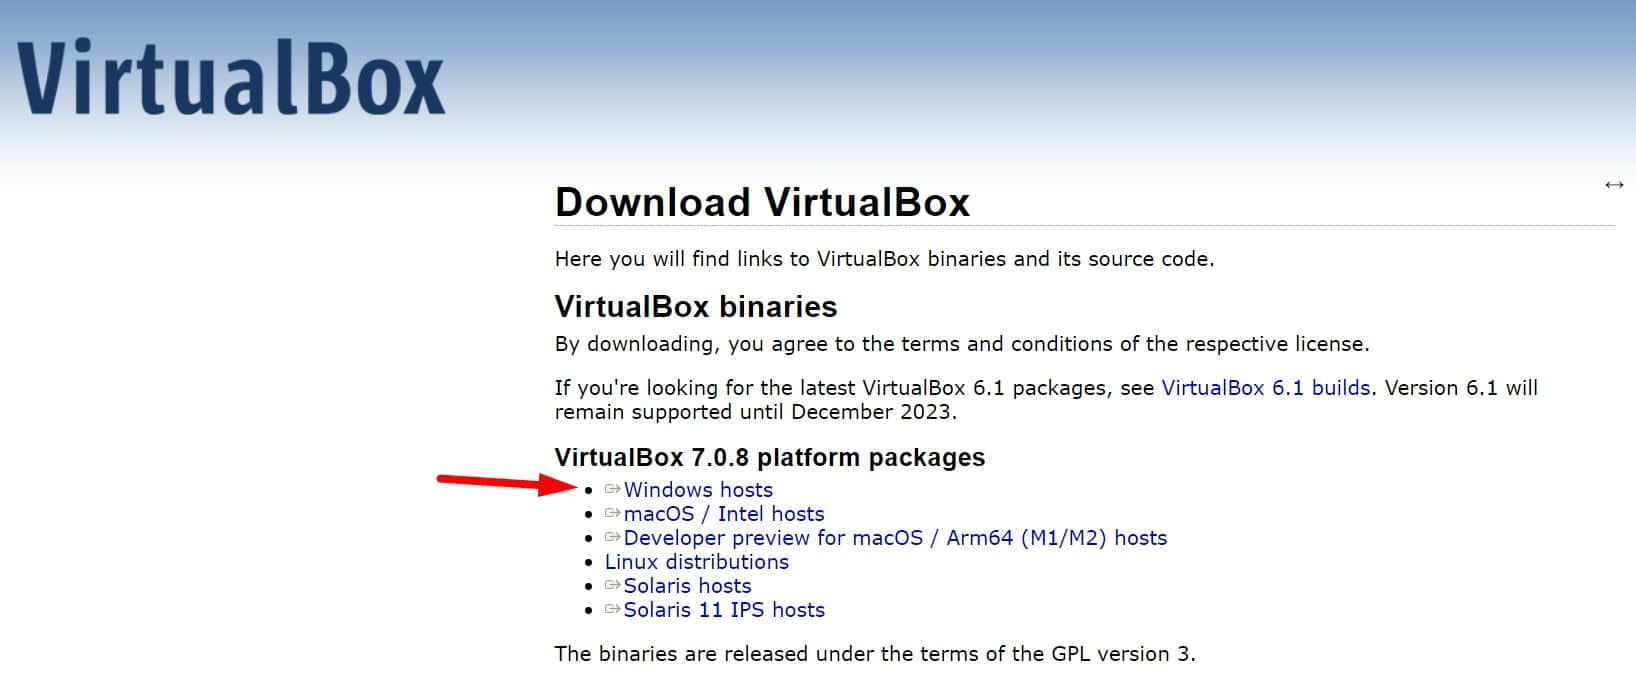 VirtualBox
Download VirtualBox
Here you will find links to VirtualBox binaries and its source code.
VirtualBox binaries
By downloading, you agree to the terms and conditions of the respective license.
If you're looking for the latest VirtualBox 6.1 packages, see VirtualBox 6.1 builds. Version 6.1 will
remain supported until December 2023.
VirtualBox 7.0.8 platform packages
Windows hosts
macOS / Intel hosts
Developer preview for macOS / Arm64 (M1/M2) hosts
Linux distributions
Solaris hosts
Solaris 11 IPS hosts
The binaries are released under the terms of the GPL version 3.